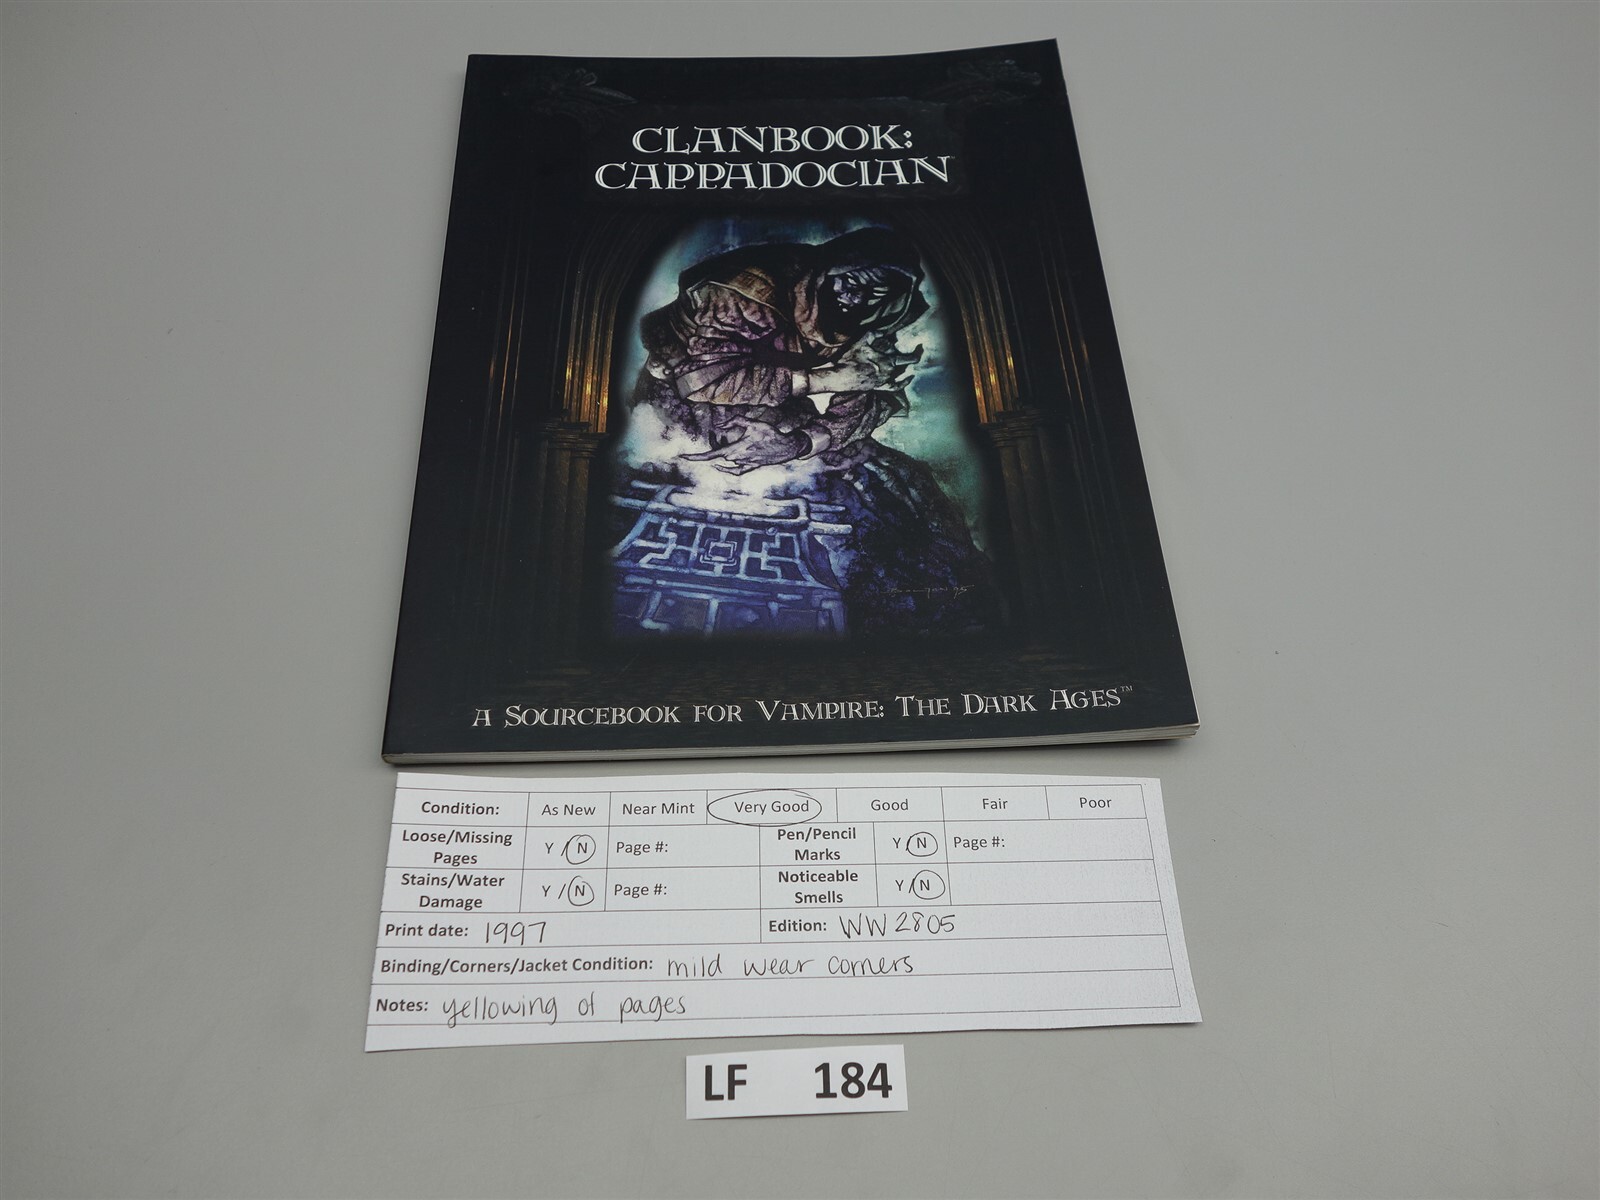 CLANBOOK:
CAPPADOCIAN™
A SOURCEBOOK FOR VAMPIRE: THE DARK AGES™
Condition: As New Near Mint Very Good Good Fair Poor
Loose/Missing Pages Y / N Page #: Pen/Pencil Marks Y / N Page #:
Stains/Water Damage Y / N Page #: Noticeable Smells Y / N
Print date: 1997 Edition: WW2805
Binding/Corners/Jacket Condition: mild wear corners
Notes: yellowing of pages
LF 184